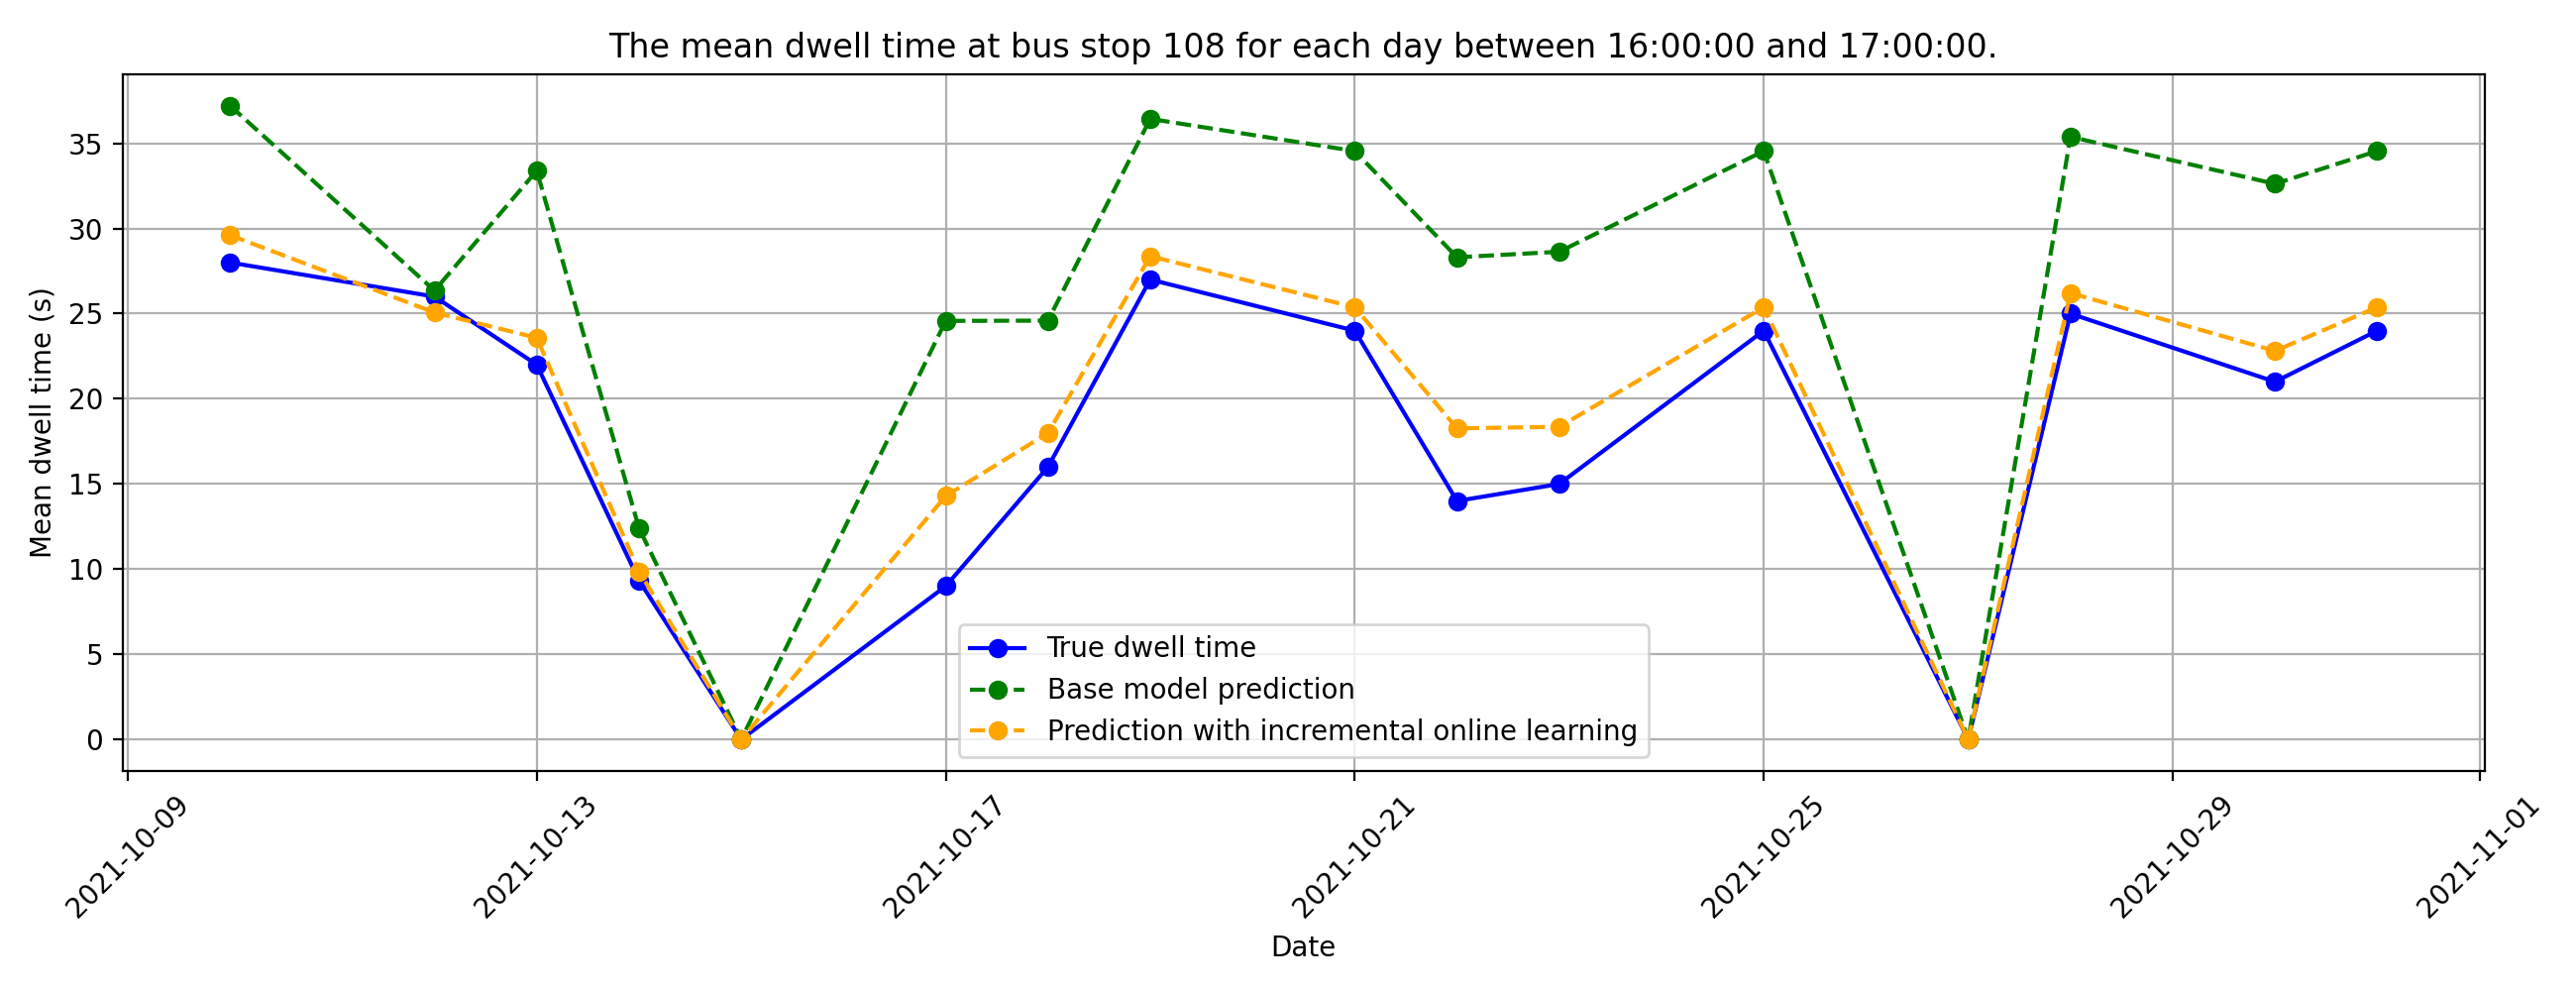 The mean dwell time at bus stop 108 for each day between 16:00:00 and 17:00:00.
Mean dwell time (s)
35
30
25
20
15
10
5
0
True dwell time
Base model prediction
Prediction with incremental online learning
2021-10-09
2021-10-13
2021-10-17
2021-10-21
2021-10-25
2021-10-29
2021-11-01
Date